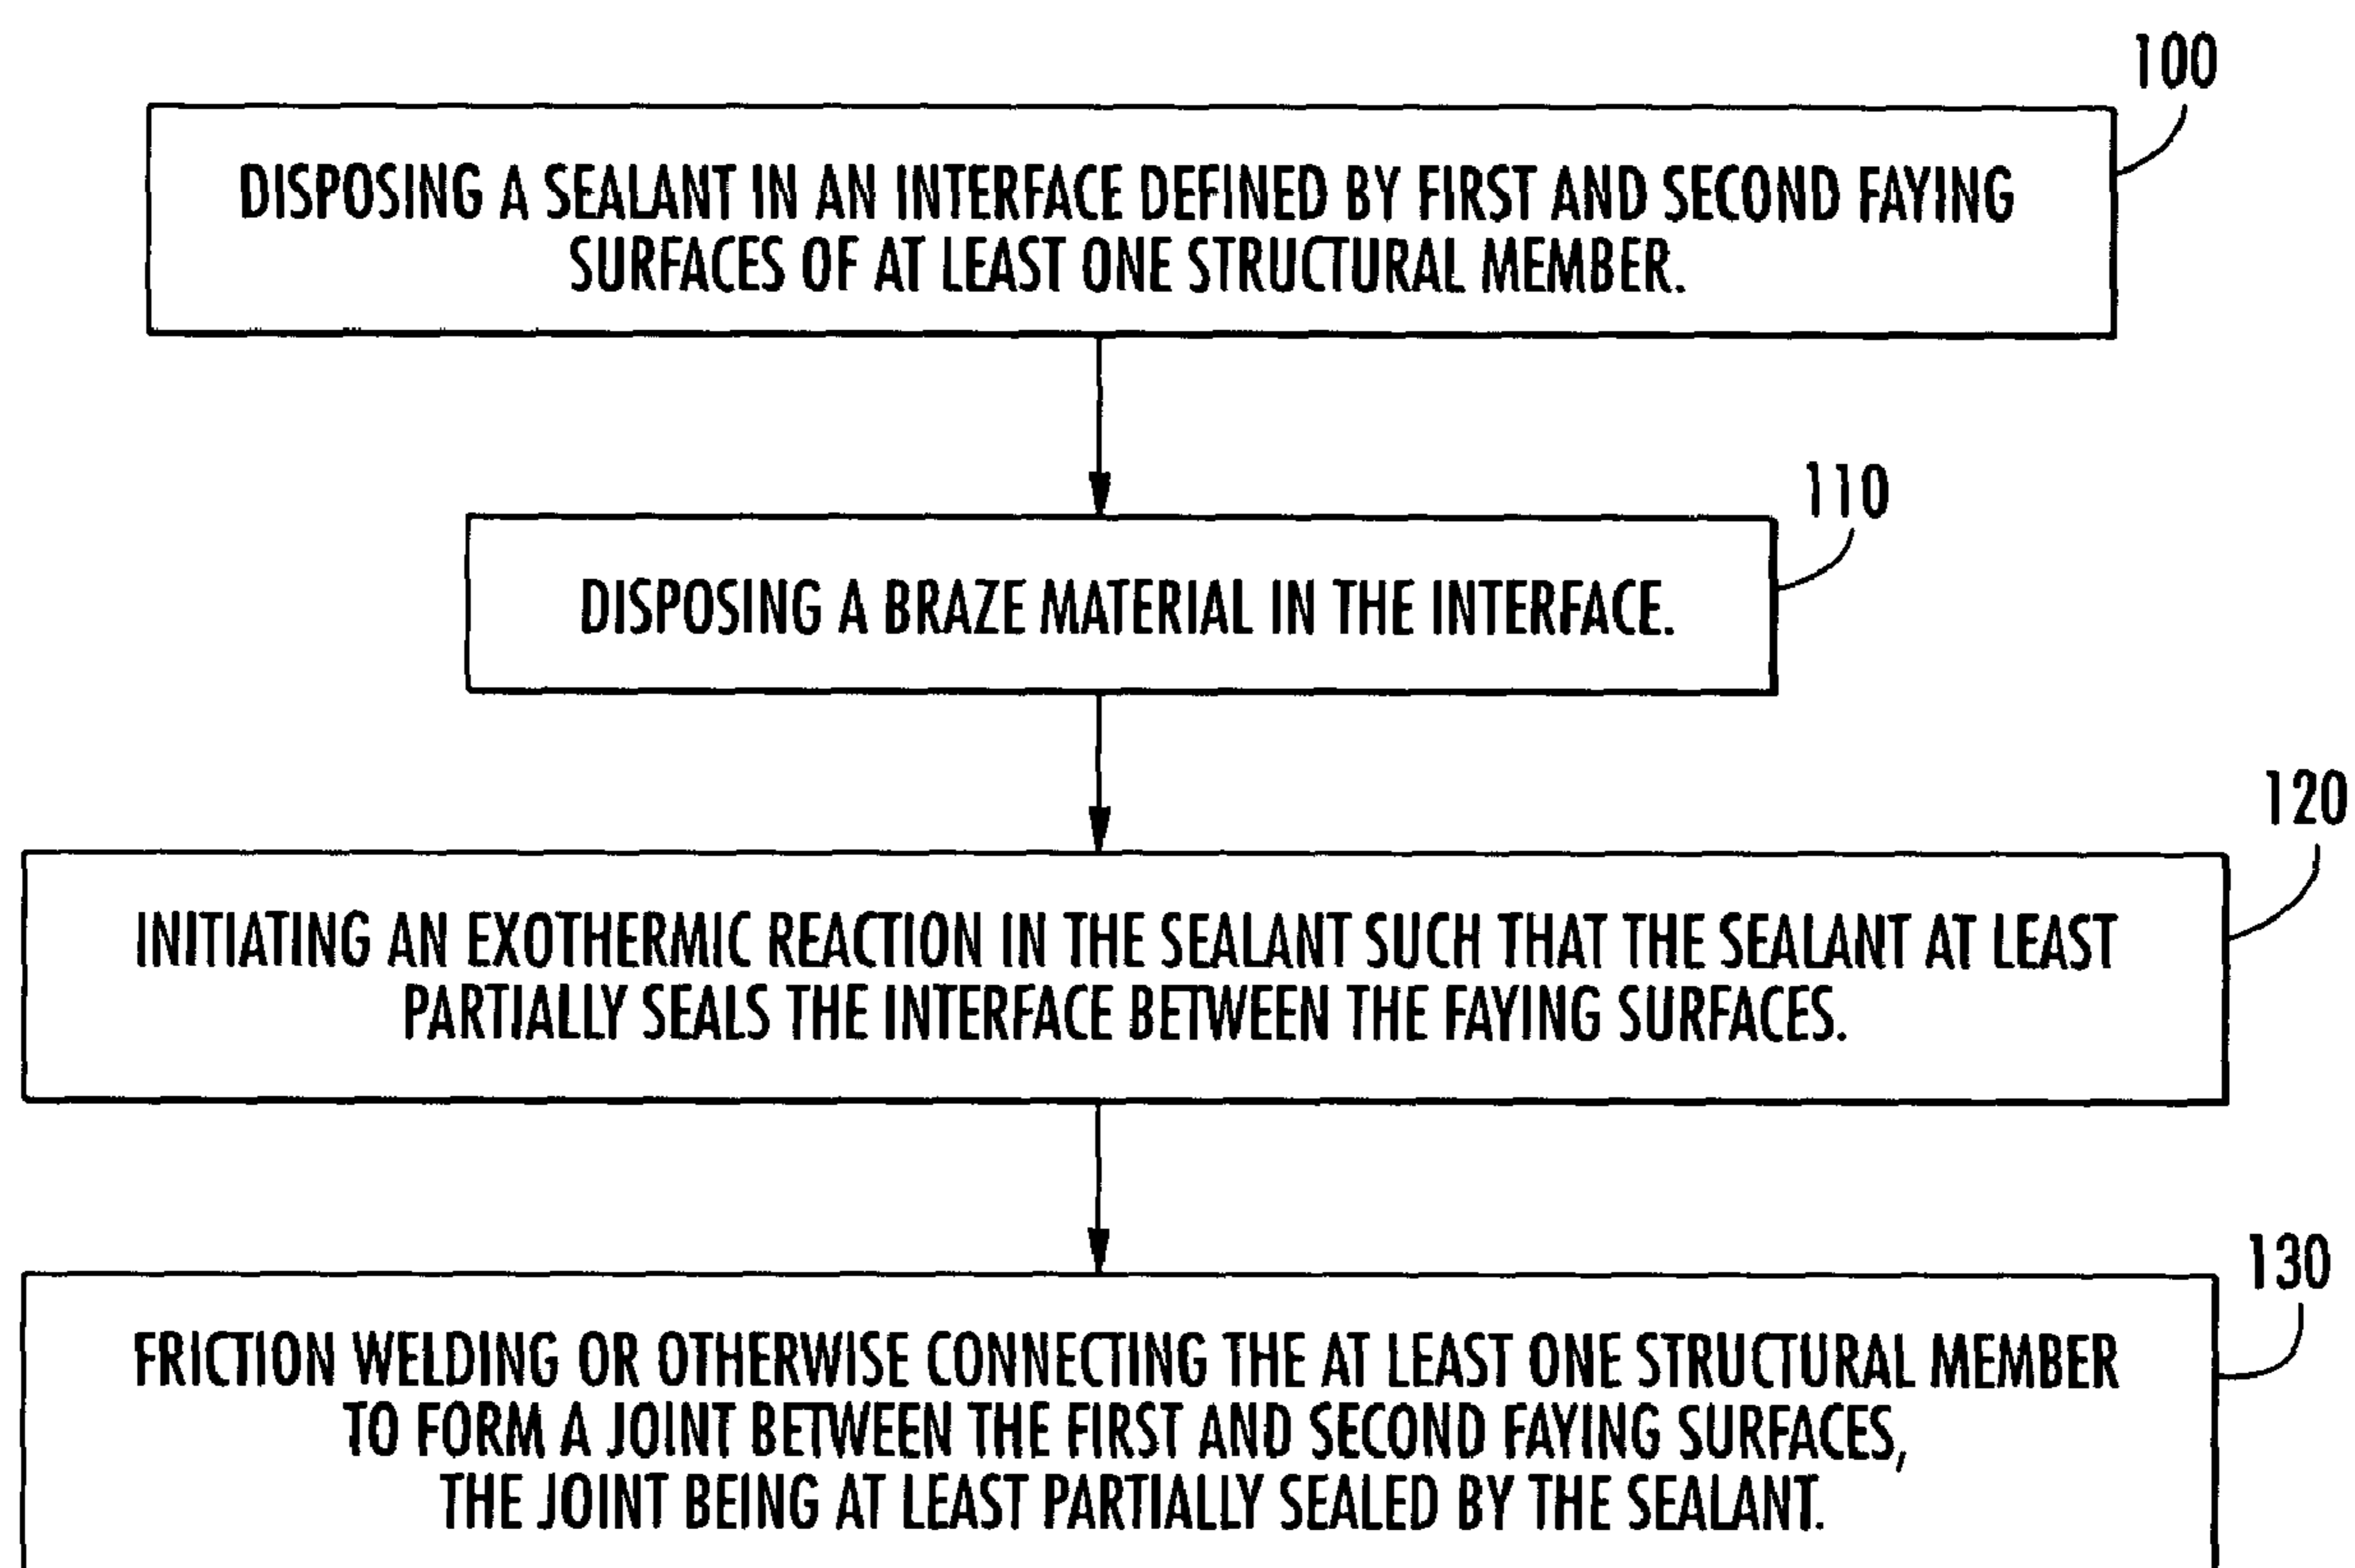 100
DISPOSING A SEALANT IN AN INTERFACE DEFINED BY FIRST AND SECOND FAYING
SURFACES OF AT LEAST ONE STRUCTURAL MEMBER.
110
DISPOSING A BRAZE MATERIAL IN THE INTERFACE.
120
INITIATING AN EXOTHERMIC REACTION IN THE SEALANT SUCH THAT THE SEALANT AT LEAST
PARTIALLY SEALS THE INTERFACE BETWEEN THE FAYING SURFACES.
130
FRICTION WELDING OR OTHERWISE CONNECTING THE AT LEAST ONE STRUCTURAL MEMBER
TO FORM A JOINT BETWEEN THE FIRST AND SECOND FAYING SURFACES,
THE JOINT BEING AT LEAST PARTIALLY SEALED BY THE SEALANT.